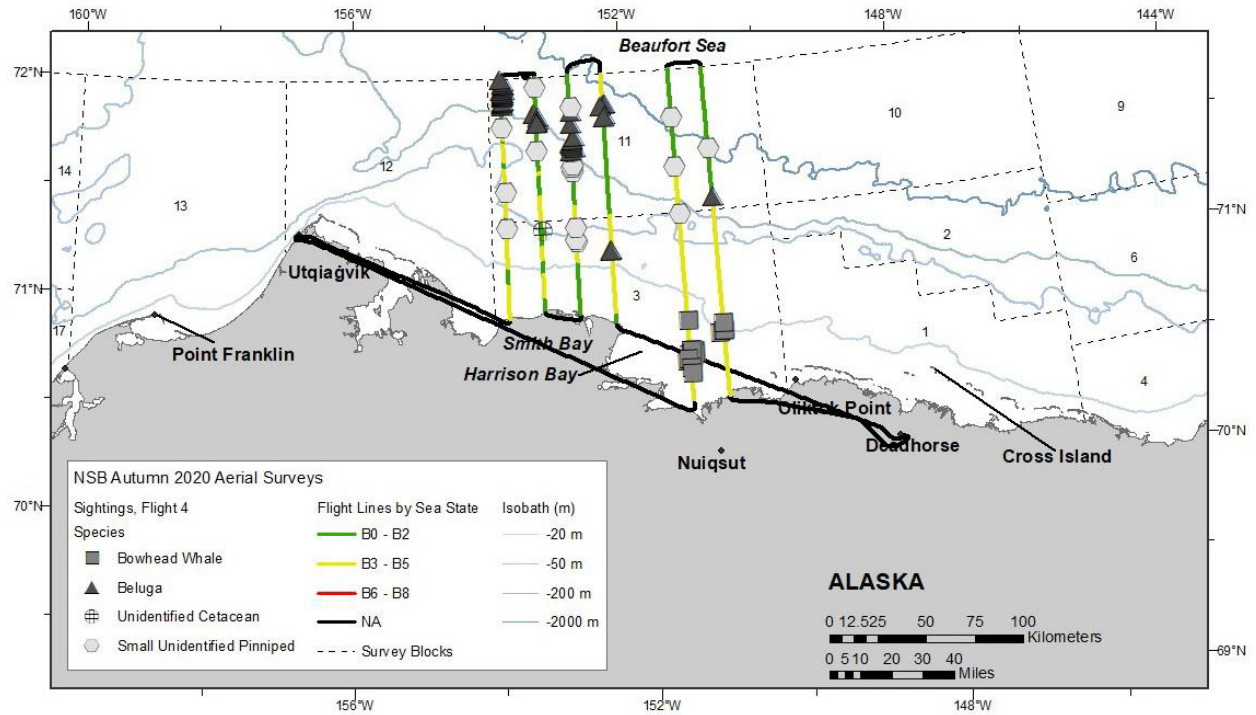 160°W 156°W 152°W 148°W 144°W
Beaufort Sea
72°N
10
9
11
12
14
13
71°N
2
6
Utqiaġvik
71°N
3
17
1
Point Franklin
Smith Bay
Harrison Bay
4
Oliktok Point
70°N
Deadhorse
Nuiqsut
Cross Island
NSB Autumn 2020 Aerial Surveys
Sightings, Flight 4
Species
Bowhead Whale
Beluga
Unidentified Cetacean
Small Unidentified Pinniped
Flight Lines by Sea State
B0 - B2
B3 - B5
B6 - B8
NA
Survey Blocks
Isobath (m)
-20 m
-50 m
-200 m
-2000 m
70°N
ALASKA
0 12.525 50 75 100
Kilometers
0 5 10 20 30 40
Miles
69°N
156°W 152°W 148°W